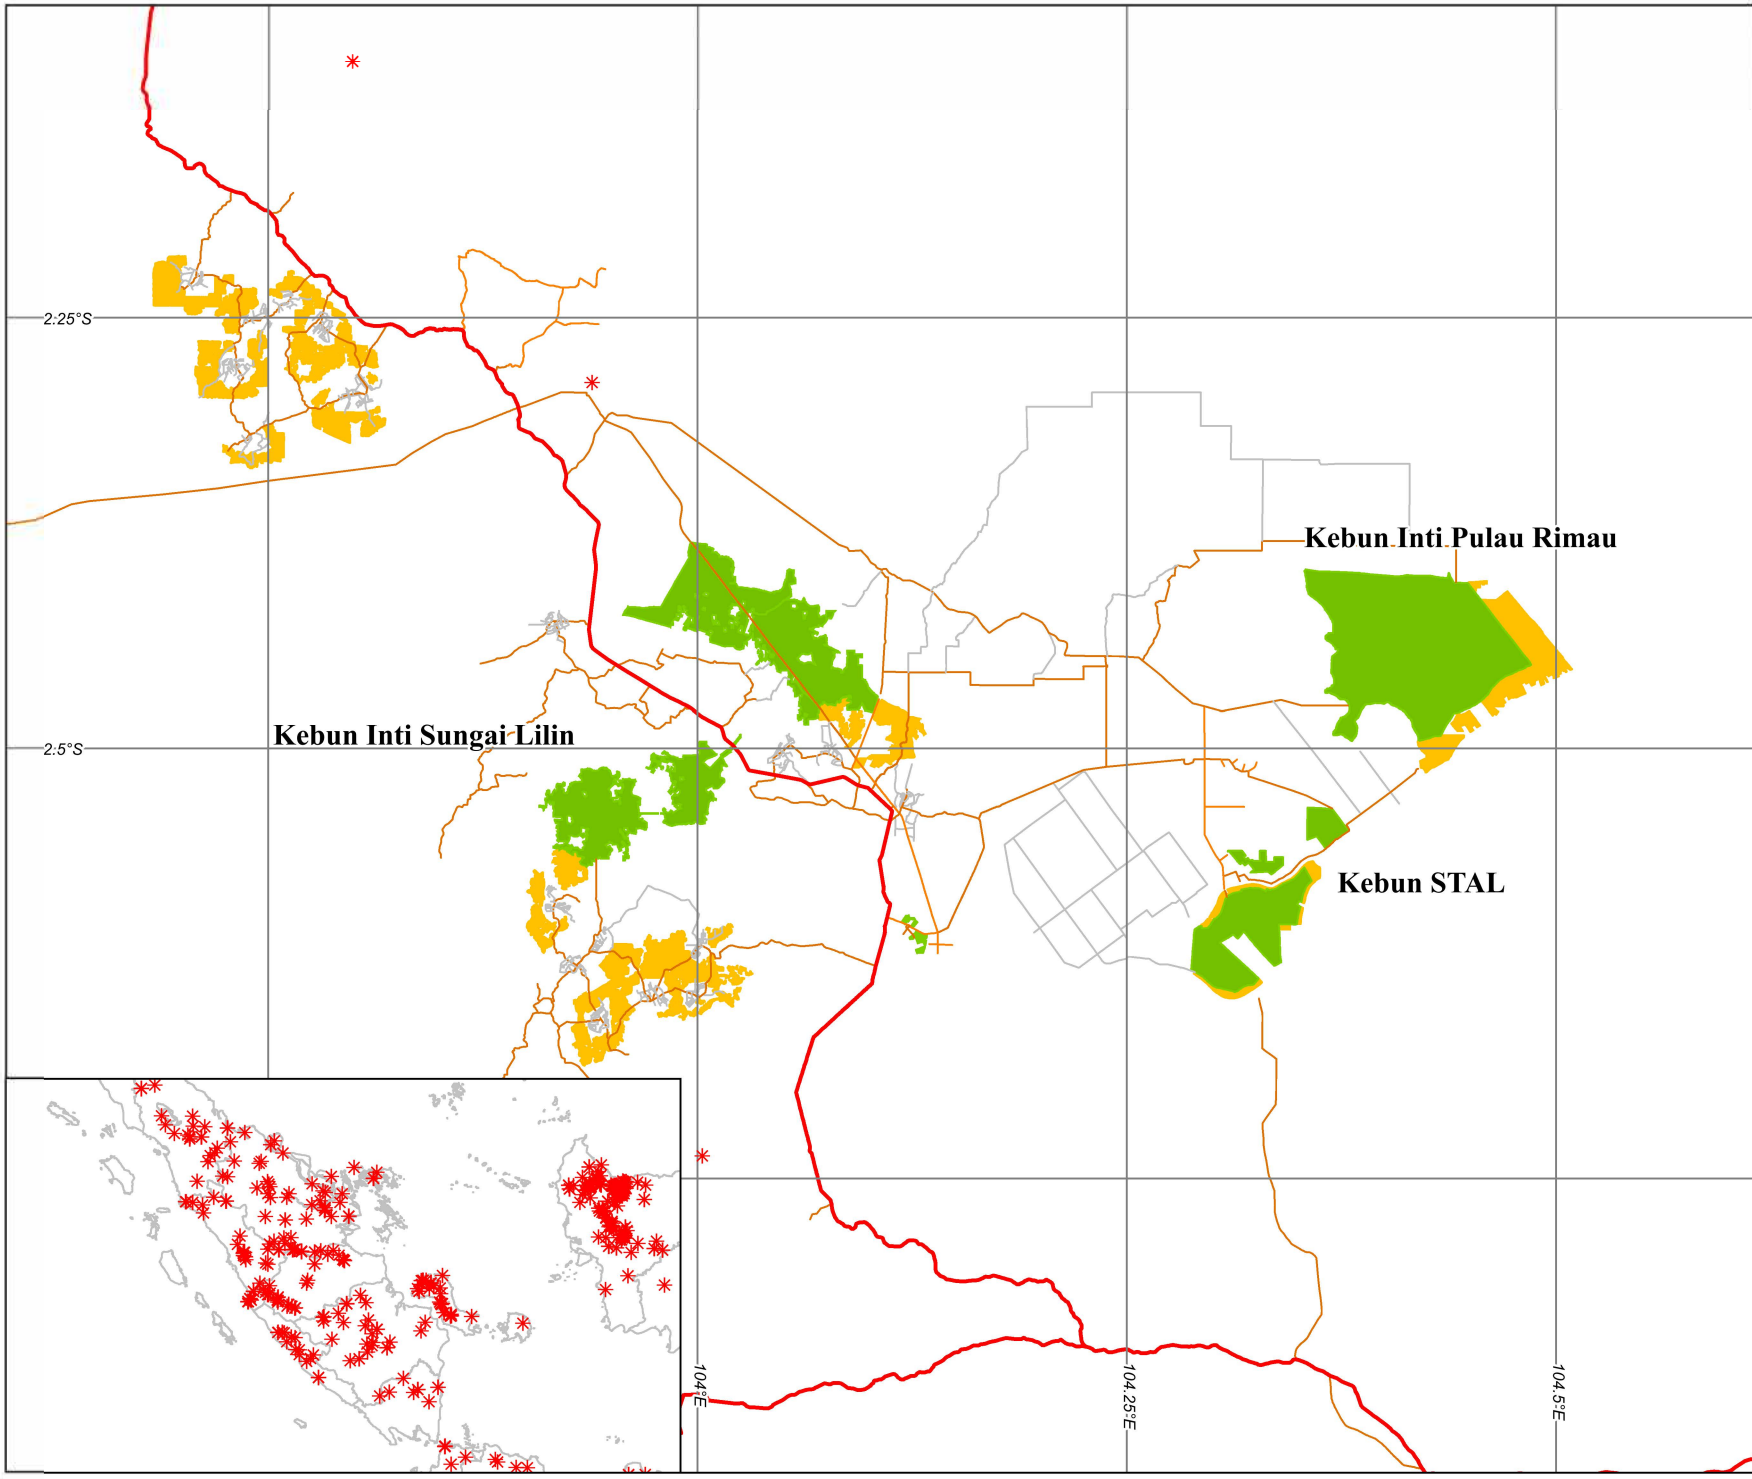 2.25°S
Kebun Inti Pulau Rimau
Kebun Inti Sungai Lilin
2.5°S
Kebun STAL
104°E
104.25°E
104.5°E